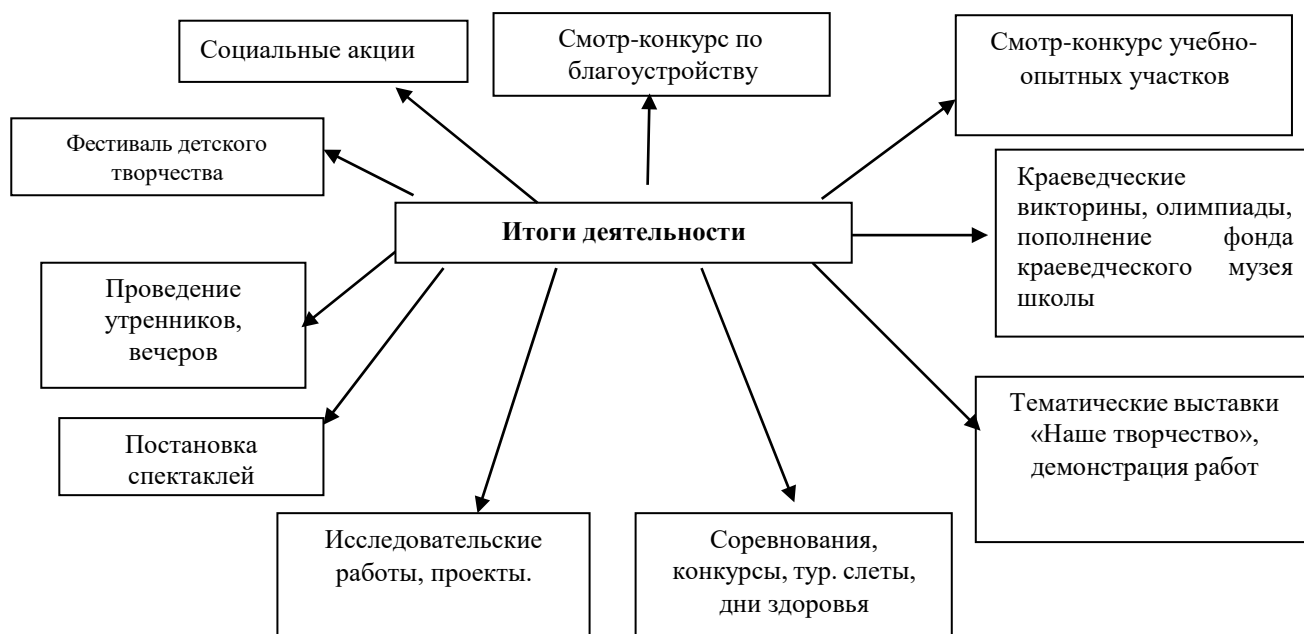 Социальные акции
Смотр-конкурс по
благоустройству
Смотр-конкурс учебно-
опытных участков
Фестиваль детского
творчества
Краеведческие
викторины, олимпиады,
пополнение фонда
краеведческого музея
школы
Итоги деятельности
Проведение
утренников,
вечеров
Тематические выставки
«Наше творчество»,
демонстрация работ
Постановка
спектаклей
Исследовательские
работы, проекты.
Соревнования,
конкурсы, тур. слеты,
дни здоровья